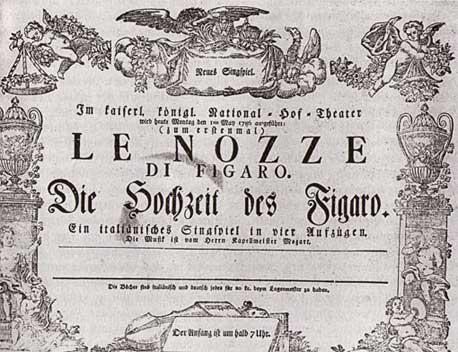 Neues Singspiel.
Im kaiserl. königl. National-Hof-Theater
wird heute Montag den 1ten May 1786 aufgeführt:
(zum erstenmal)
LE NOZZE
DI FIGARO.
Die Hochzeit des Figaro.
Ein italiänisches Singspiel in vier Aufzügen.
Die Musik ist vom Herrn Kapellmeister Mozart.
Die Bücher sind italiänisch und deutsch jedes für 20 kr. beym Logenmeister zu haben.
Der Anfang ist um halb 7 Uhr.